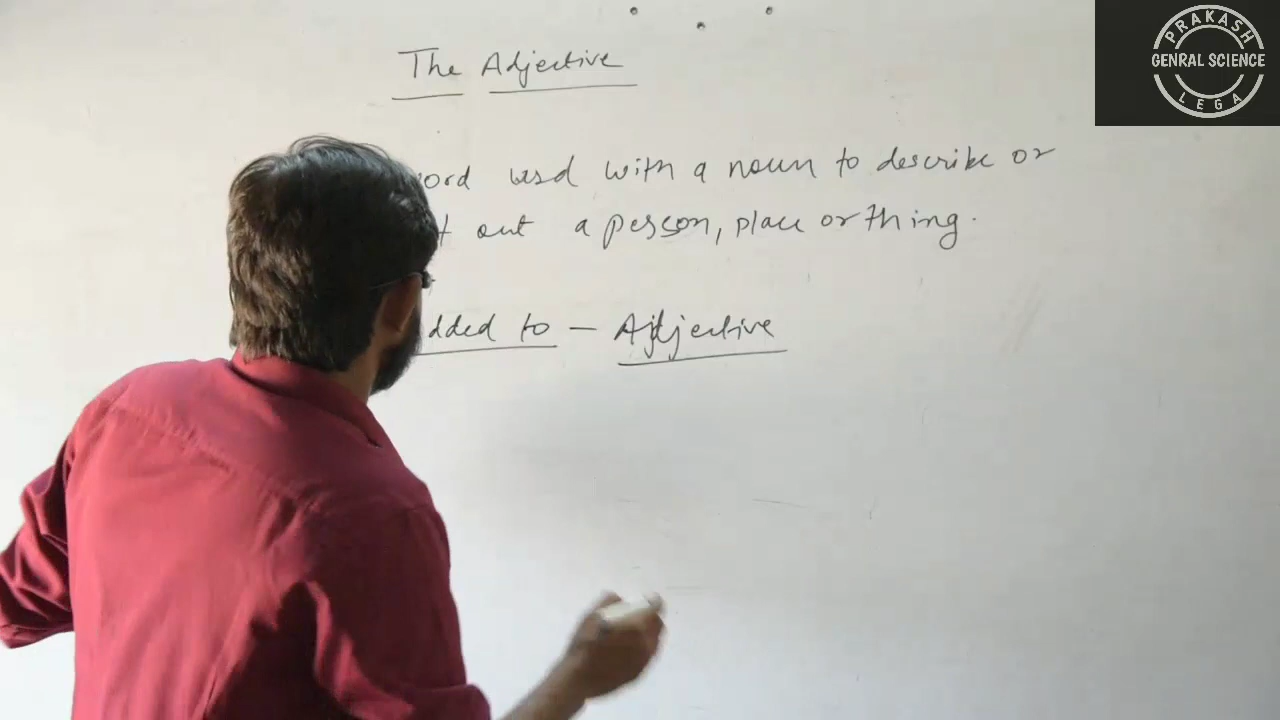 The Adjective
word used with a noun to describe or
out a person, place or thing.
dded to — Adjective
PRAKASH
GENRAL SCIENCE
LEGA